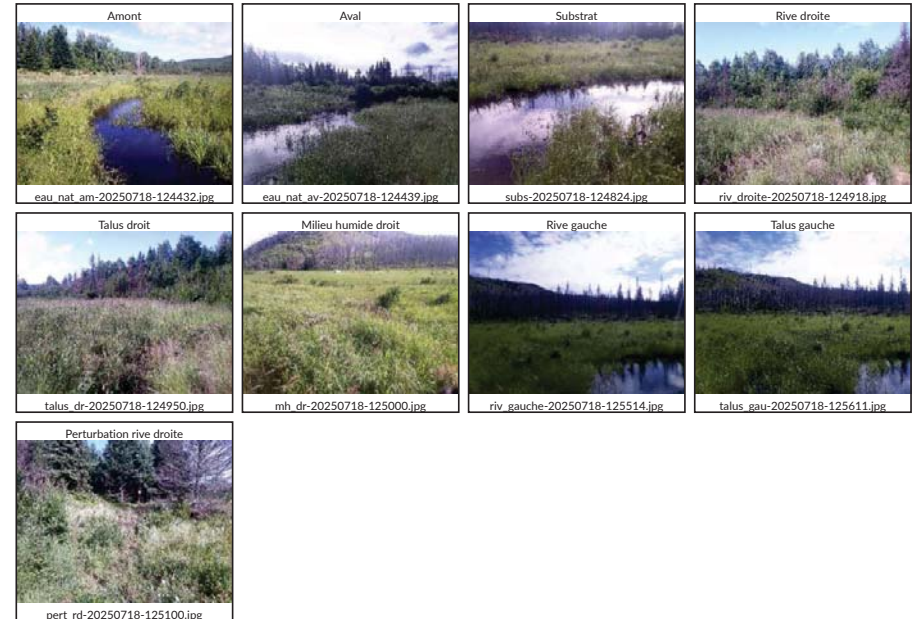 Amont
eau_nat_am-20250718-124432.jpg
Aval
eau_nat_av-20250718-124439.jpg
Substrat
subs-20250718-124824.jpg
Rive droite
riv_droite-20250718-124918.jpg
Talus droit
talus_dr-20250718-124950.jpg
Milieu humide droit
mh_dr-20250718-125000.jpg
Rive gauche
riv_gauche-20250718-125514.jpg
Talus gauche
talus_gau-20250718-125611.jpg
Perturbation rive droite
pert_rd-20250718-125100.jpg